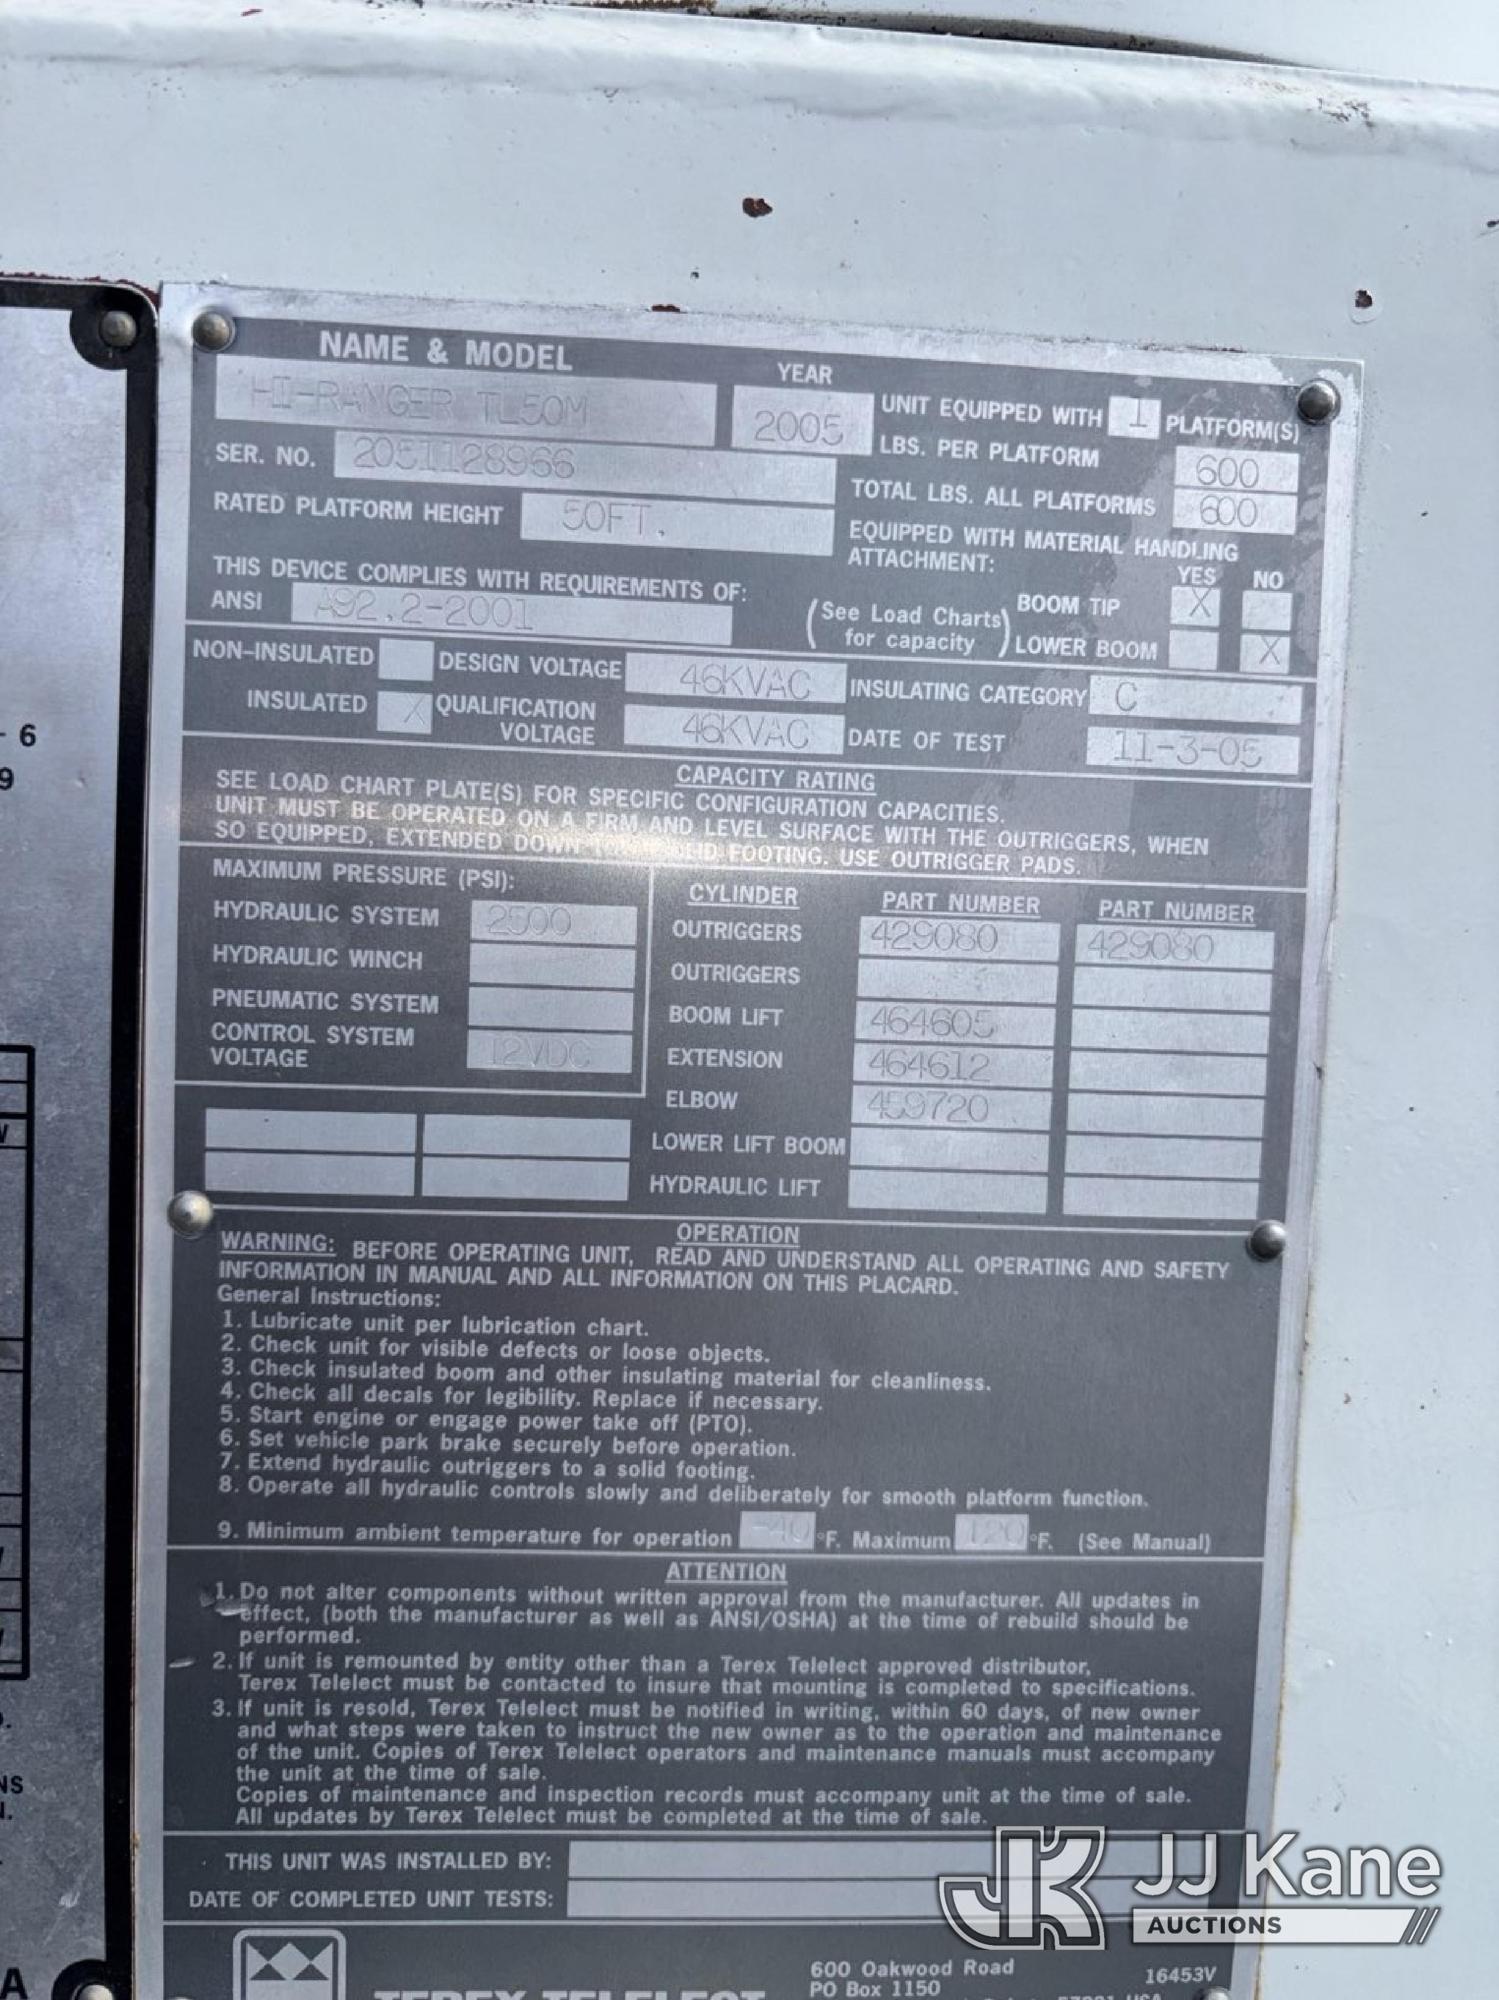 NAME & MODEL
HI-RANGER TL50M
YEAR
2005
UNIT EQUIPPED WITH 1 PLATFORM(S)
SER. NO. 2051128966
LBS. PER PLATFORM 600
TOTAL LBS. ALL PLATFORMS 600
RATED PLATFORM HEIGHT 50FT.
EQUIPPED WITH MATERIAL HANDLING
ATTACHMENT:
YES NO
THIS DEVICE COMPLIES WITH REQUIREMENTS OF:
ANSI A92.2-2001
(See Load Charts
for capacity)
BOOM TIP X
LOWER BOOM X
NON-INSULATED
DESIGN VOLTAGE 46KVAC
INSULATING CATEGORY C
INSULATED X
QUALIFICATION
VOLTAGE 46KVAC
DATE OF TEST 11-3-05
CAPACITY RATING
SEE LOAD CHART PLATE(S) FOR SPECIFIC CONFIGURATION CAPACITIES.
UNIT MUST BE OPERATED ON A FIRM AND LEVEL SURFACE WITH THE OUTRIGGERS, WHEN
SO EQUIPPED, EXTENDED DOWN SOLID FOOTING. USE OUTRIGGER PADS.
MAXIMUM PRESSURE (PSI):
HYDRAULIC SYSTEM 2500
HYDRAULIC WINCH
PNEUMATIC SYSTEM
CONTROL SYSTEM
VOLTAGE 12VDC
CYLINDER PART NUMBER PART NUMBER
OUTRIGGERS 429080 429080
OUTRIGGERS
BOOM LIFT 464605
EXTENSION 464612
ELBOW 459720
LOWER LIFT BOOM
HYDRAULIC LIFT
OPERATION
WARNING: BEFORE OPERATING UNIT, READ AND UNDERSTAND ALL OPERATING AND SAFETY
INFORMATION IN MANUAL AND ALL INFORMATION ON THIS PLACARD.
General Instructions:
1. Lubricate unit per lubrication chart.
2. Check unit for visible defects or loose objects.
3. Check insulated boom and other insulating material for cleanliness.
4. Check all decals for legibility. Replace if necessary.
5. Start engine or engage power take off (PTO).
6. Set vehicle park brake securely before operation.
7. Extend hydraulic outriggers to a solid footing.
8. Operate all hydraulic controls slowly and deliberately for smooth platform function.
9. Minimum ambient temperature for operation -40 °F. Maximum 120 °F. (See Manual)
ATTENTION
1. Do not alter components without written approval from the manufacturer. All updates in
effect, (both the manufacturer as well as ANSI/OSHA) at the time of rebuild should be
performed.
2. If unit is remounted by entity other than a Terex Telelect approved distributor,
Terex Telelect must be contacted to insure that mounting is completed to specifications.
3. If unit is resold, Terex Telelect must be notified in writing, within 60 days, of new owner
and what steps were taken to instruct the new owner as to the operation and maintenance
of the unit. Copies of Terex Telelect operators and maintenance manuals must accompany
the unit at the time of sale.
Copies of maintenance and inspection records must accompany unit at the time of sale.
All updates by Terex Telelect must be completed at the time of sale.
THIS UNIT WAS INSTALLED BY:
DATE OF COMPLETED UNIT TESTS:
TEREX TELELECT
600 Oakwood Road
PO Box 1150
16453V
JJ Kane
AUCTIONS